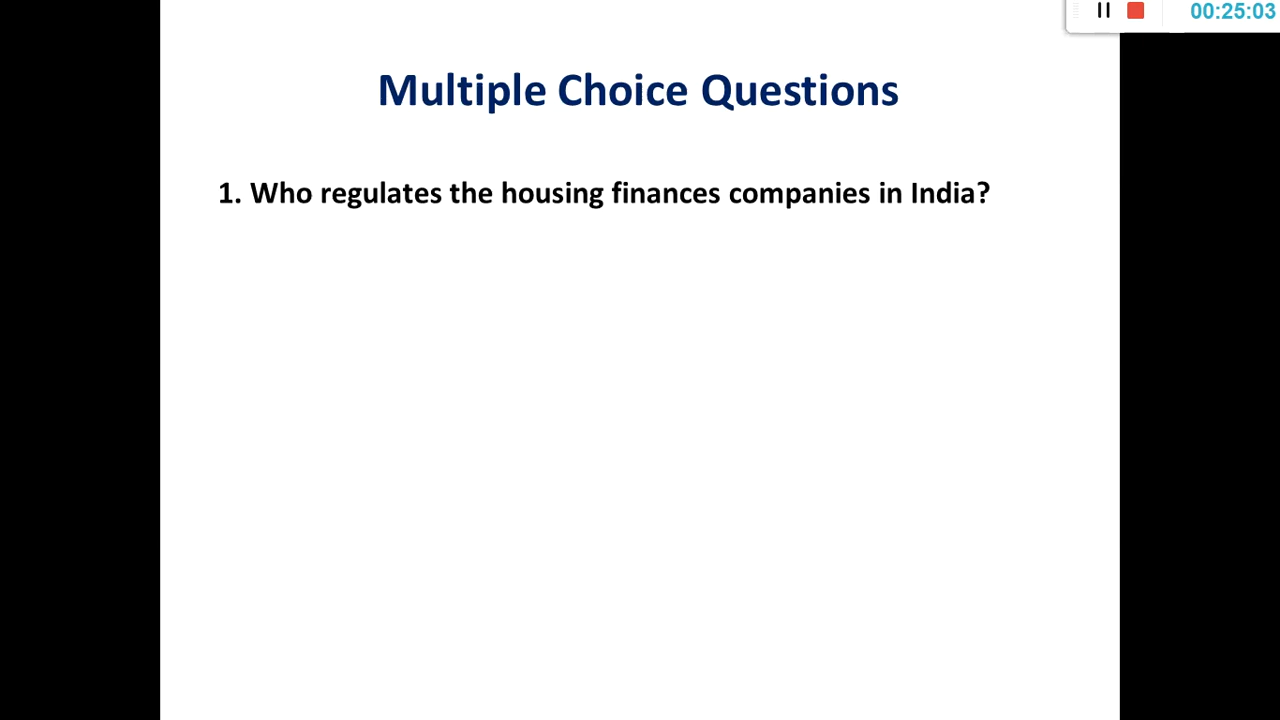 00:25:03
Multiple Choice Questions
1. Who regulates the housing finances companies in India?